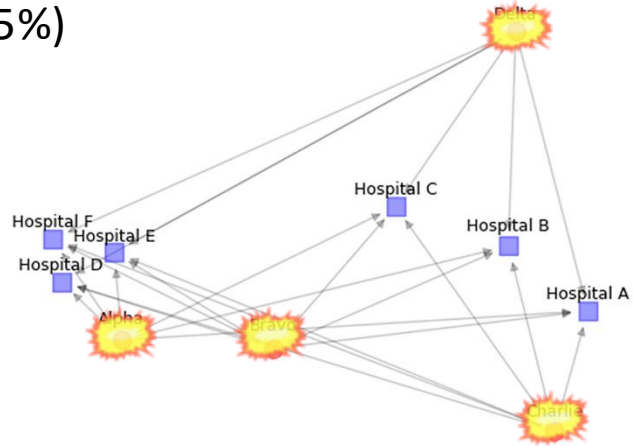 5%)
Delta
Hospital C
Hospital F
Hospital E
Hospital B
Hospital D
Hospital A
Alpha
Bravo
Charlie